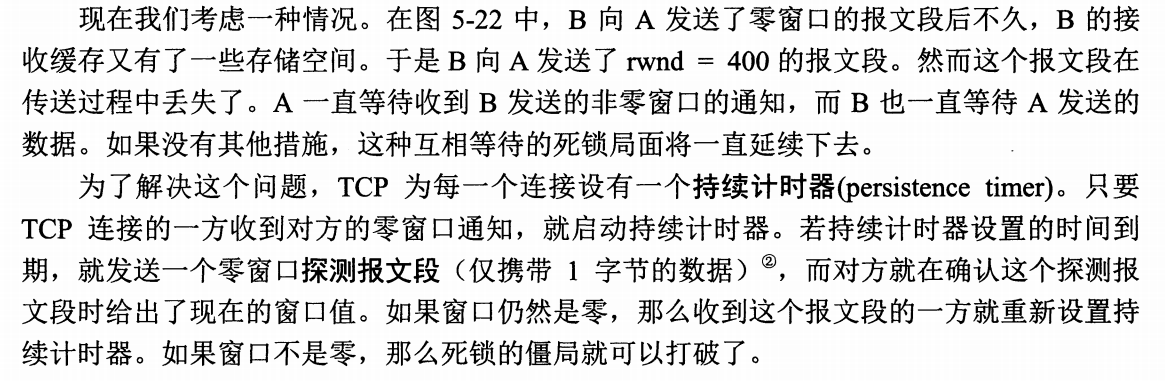 现在我们考虑一种情况。在图 5-22 中，B 向 A 发送了零窗口的报文段后不久，B 的接
收缓存又有了一些存储空间。于是 B 向 A 发送了 rwnd = 400 的报文段。然而这个报文段在
传送过程中丢失了。A 一直等待收到 B 发送的非零窗口的通知，而 B 也一直等待 A 发送的
数据。如果没有其他措施，这种互相等待的死锁局面将一直延续下去。
为了解决这个问题，TCP 为每一个连接设有一个持续计时器(persistence timer)。只要
TCP 连接的一方收到对方的零窗口通知，就启动持续计时器。若持续计时器设置的时间到
期，就发送一个零窗口探测报文段（仅携带 1 字节的数据）②，而对方就在确认这个探测报
文段时给出了现在的窗口值。如果窗口仍然是零，那么收到这个报文段的一方就重新设置持
续计时器。如果窗口不是零，那么死锁的僵局就可以打破了。